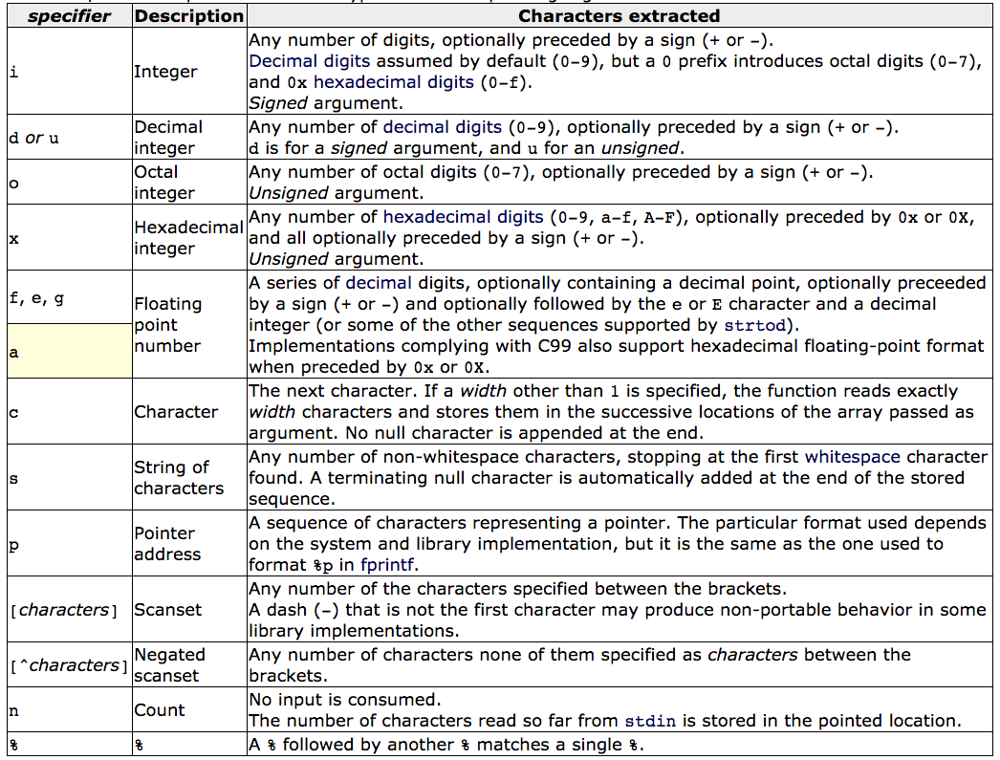 specifier Description Characters extracted
i Integer Any number of digits, optionally preceded by a sign (+ or -).
Decimal digits assumed by default (0-9), but a 0 prefix introduces octal digits (0-7),
and 0x hexadecimal digits (0-f).
Signed argument.
d or u Decimal
integer Any number of decimal digits (0-9), optionally preceded by a sign (+ or -).
d is for a signed argument, and u for an unsigned.
o Octal
integer Any number of octal digits (0-7), optionally preceded by a sign (+ or -).
Unsigned argument.
x Hexadecimal
integer Any number of hexadecimal digits (0-9, a-f, A-F), optionally preceded by 0x or 0X,
and all optionally preceded by a sign (+ or -).
Unsigned argument.
f, e, g
a
Floating
point
number
A series of decimal digits, optionally containing a decimal point, optionally preceeded
by a sign (+ or -) and optionally followed by the e or E character and a decimal
integer (or some of the other sequences supported by strtod).
Implementations complying with C99 also support hexadecimal floating-point format
when preceded by 0x or 0X.
c Character The next character. If a width other than 1 is specified, the function reads exactly
width characters and stores them in the successive locations of the array passed as
argument. No null character is appended at the end.
s String of
characters Any number of non-whitespace characters, stopping at the first whitespace character
found. A terminating null character is automatically added at the end of the stored
sequence.
p Pointer
address A sequence of characters representing a pointer. The particular format used depends
on the system and library implementation, but it is the same as the one used to
format %p in fprintf.
[characters] Scanset Any number of the characters specified between the brackets.
A dash (-) that is not the first character may produce non-portable behavior in some
library implementations.
[^characters] Negated
scanset Any number of characters none of them specified as characters between the
brackets.
n Count No input is consumed.
The number of characters read so far from stdin is stored in the pointed location.
% % A % followed by another % matches a single %.